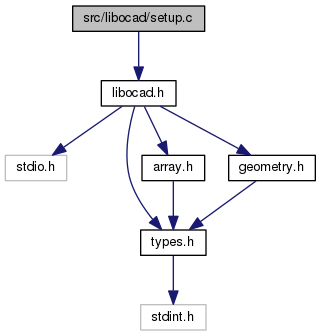 src/libocad/setup.c
libocad.h
stdio.h
array.h
geometry.h
types.h
stdint.h